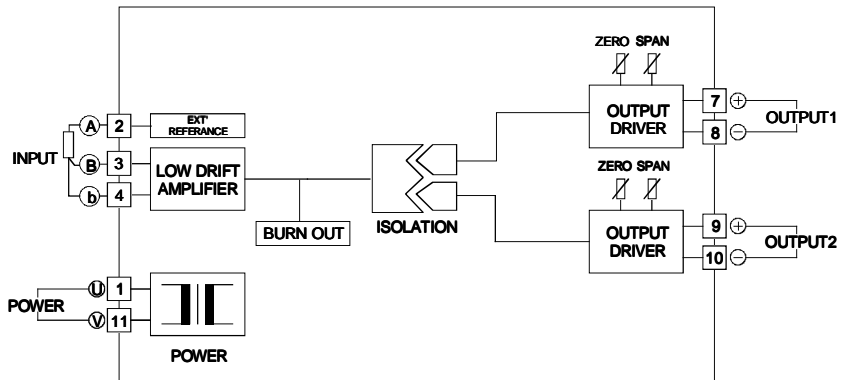 ZERO SPAN
7 +
OUTPUT DRIVER
OUTPUT1
8 −
A 2
EXT' REFERANCE
INPUT
B 3
LOW DRIFT AMPLIFIER
b 4
BURN OUT
ISOLATION
ZERO SPAN
9 +
OUTPUT DRIVER
OUTPUT2
10 −
U 1
POWER
V 11
POWER